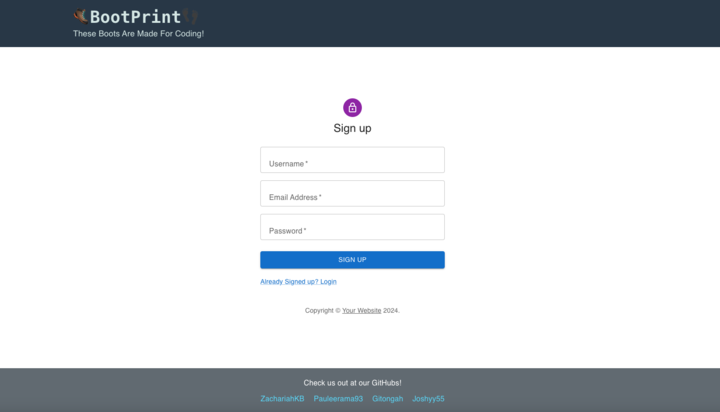 BootPrint
These Boots Are Made For Coding!
Sign up
Username *
Email Address *
Password *
SIGN UP
Already Signed up? Login
Copyright © Your Website 2024.
Check us out at our GitHubs!
ZachariahKB Pauleerama93 Gitongah Joshyy55